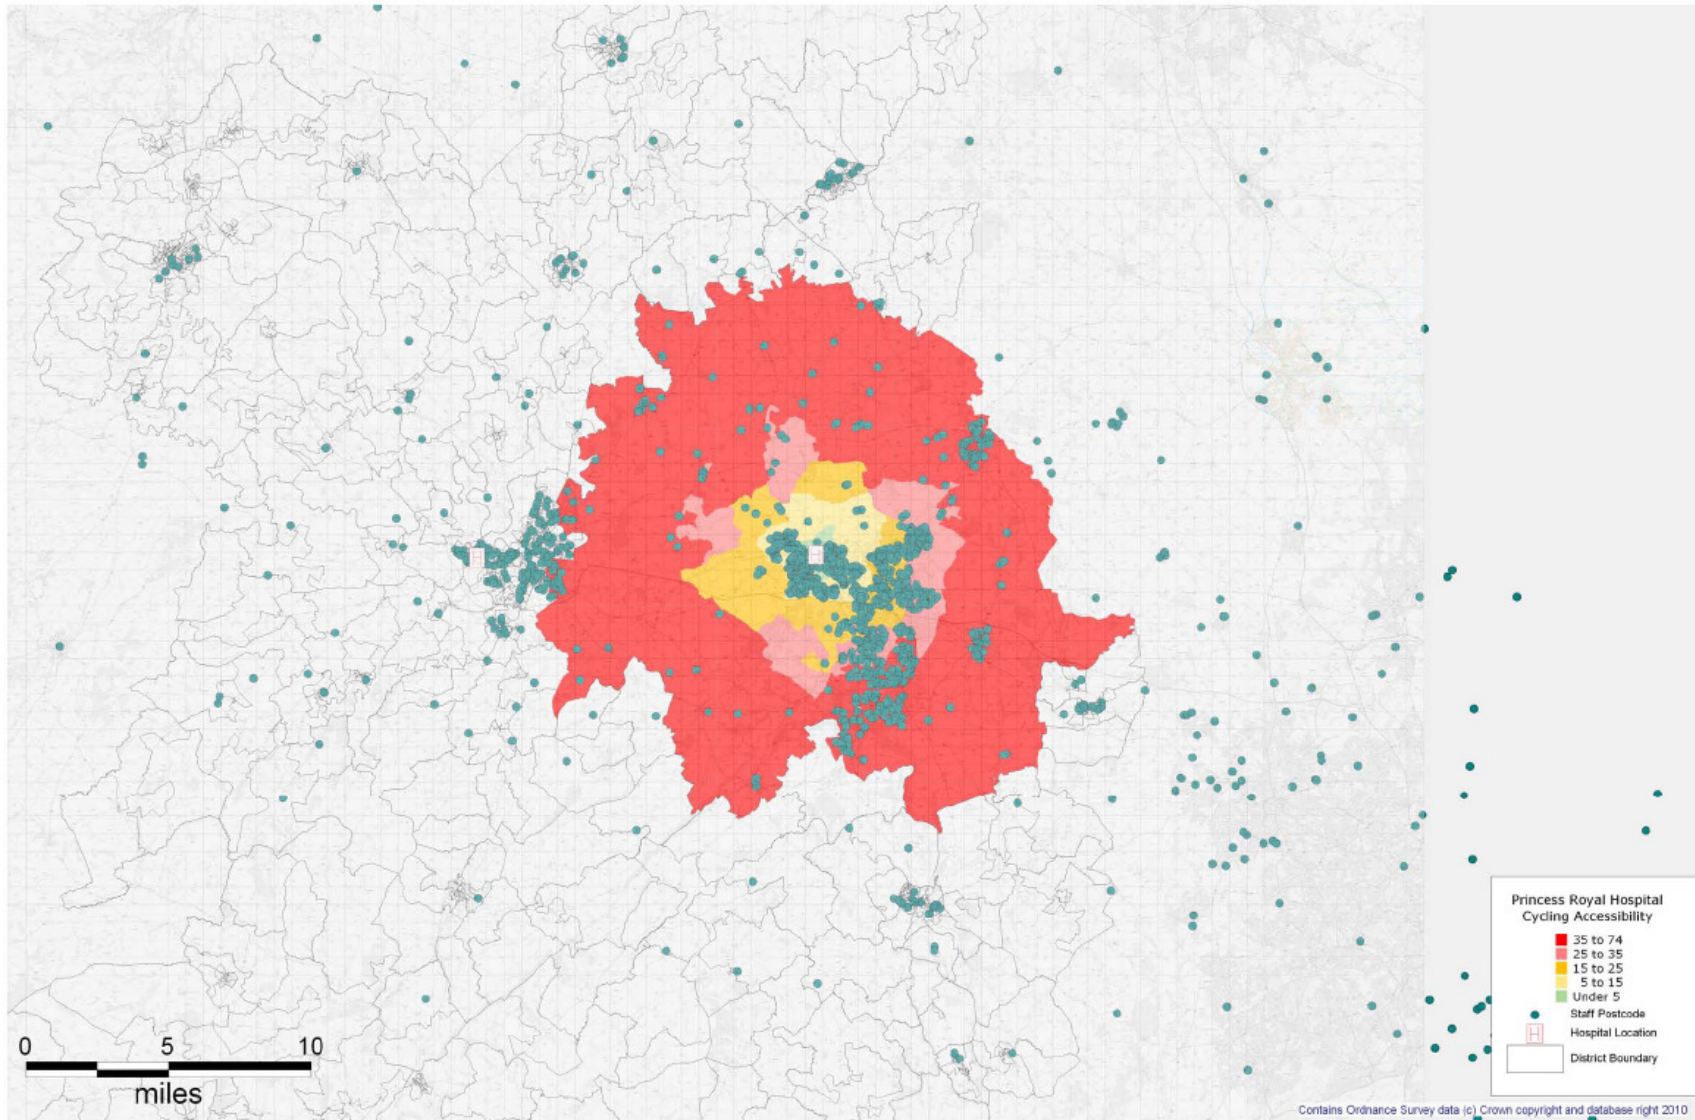 H
H
Princess Royal Hospital
Cycling Accessibility
35 to 74
25 to 35
15 to 25
5 to 15
Under 5
Staff Postcode
H Hospital Location
District Boundary
0 5 10
miles
Contains Ordnance Survey data (c) Crown copyright and database right 2010